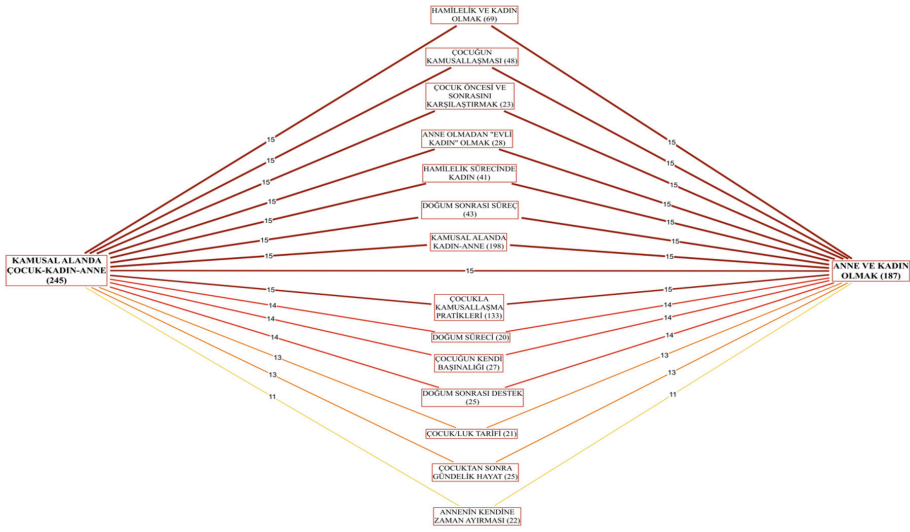 HAMİLELİK VE KADIN
OLMAK (69)
ÇOCUĞUN
KAMUSALLAŞMASI (48)
ÇOCUK ÖNCESİ VE
SONRASINI
KARŞILAŞTIRMAK (23)
ANNE OLMADAN "EVLİ
KADIN" OLMAK (28)
HAMİLELİK SÜRECİNDE
KADIN (41)
DOĞUM SONRASI SÜREÇ
(43)
KAMUSAL ALANDA
KADIN-ANNE (198)
KAMUSAL ALANDA
ÇOCUK-KADIN-ANNE
(245)
ANNE VE KADIN
OLMAK (187)
ÇOCUKLA
KAMUSALLAŞMA
PRATİKLERİ (133)
DOĞUM SÜRECİ (20)
ÇOCUĞUN KENDİ
BAŞINALIĞI (27)
DOĞUM SONRASI DESTEK
(25)
ÇOCUK/LUK TARİFİ (21)
ÇOCUKTAN SONRA
GÜNDELİK HAYAT (25)
ANNENİN KENDİNE
ZAMAN AYIRMASI (22)
15 15
15 15
15 15
15 15
15 15
15 15
15 15
15
15 15
14 14
14 14
14 14
13 13
13 13
11 11